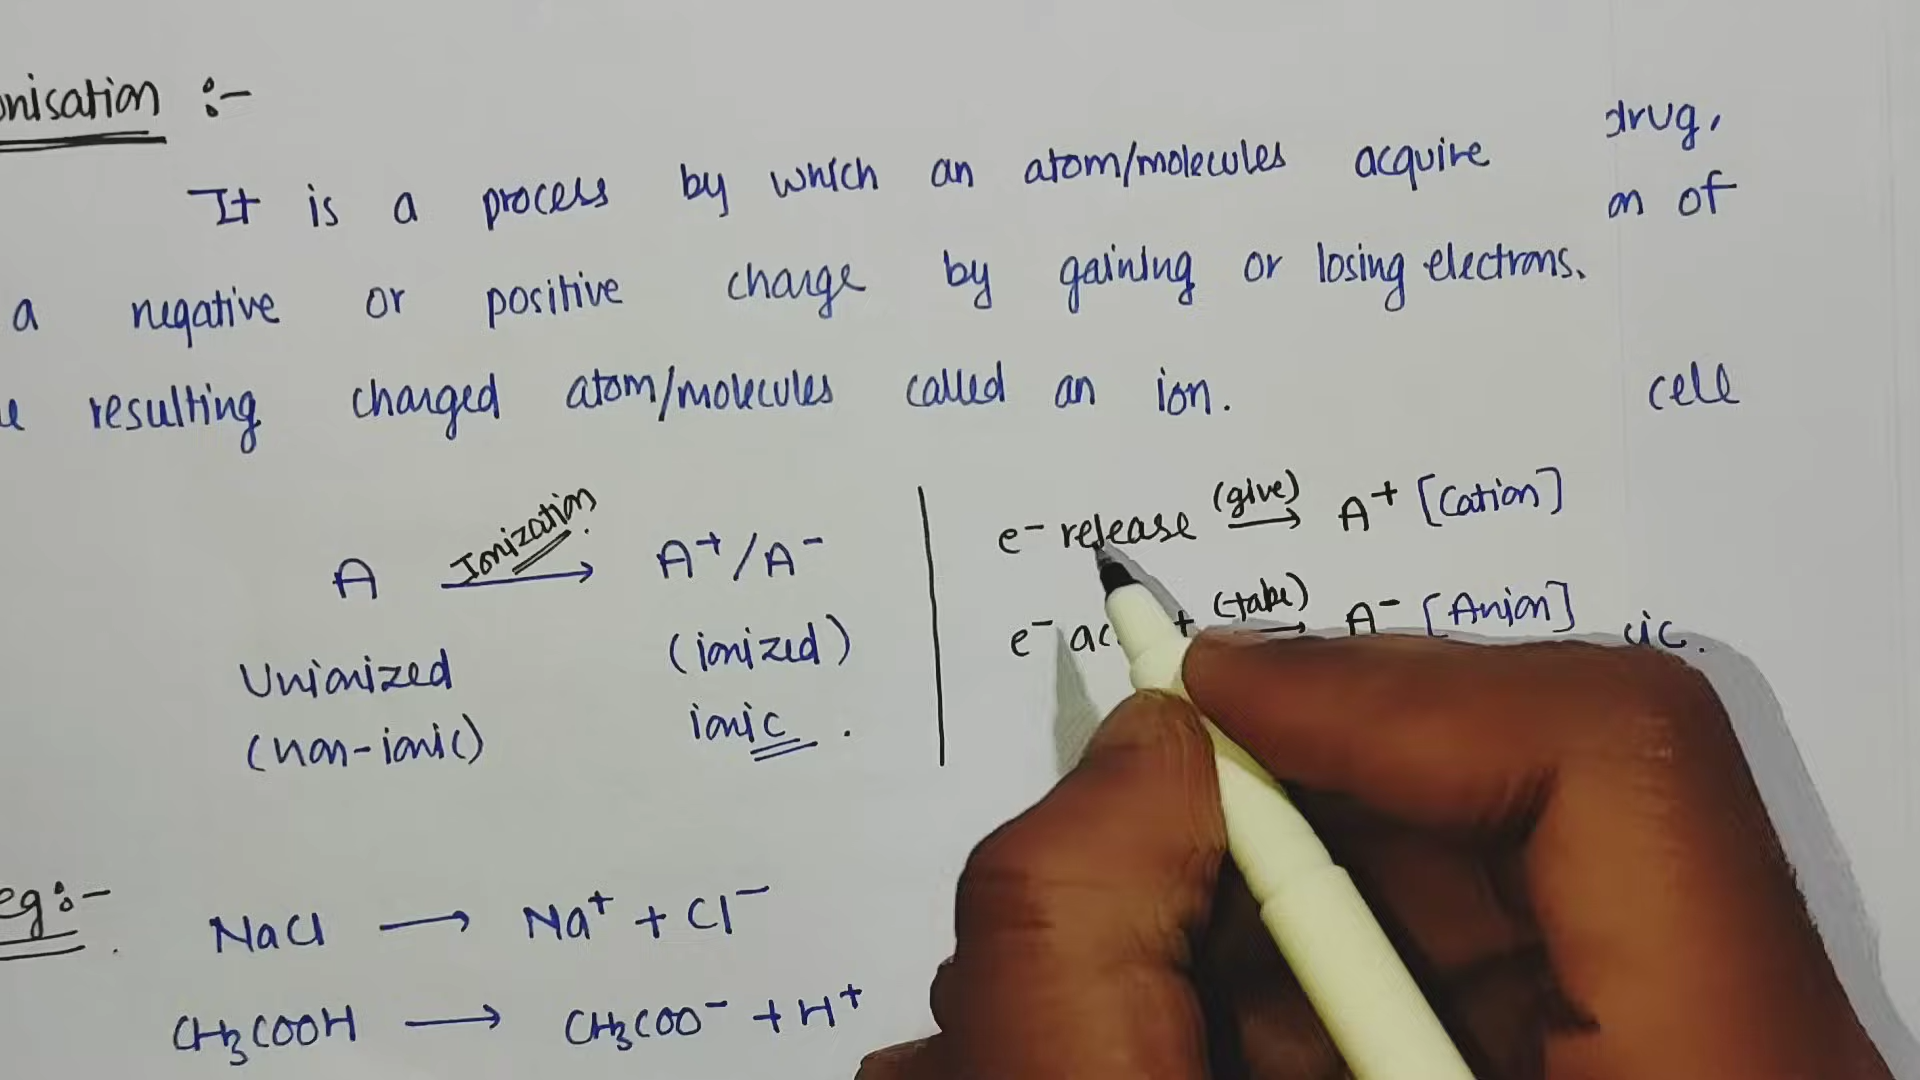 onisation :-
It is a process by which an atom/molecules acquire
a negative or positive charge by gaining or losing electrons.
resulting charged atom/molecules called an ion.
drug,
on of
cell
cic.
A Ionization. → A+/A-
Unionized (ionized)
(non-ionic) ionic.
e- release (give) → A+ [Cation]
e- (take) → A- [Anion]
eg:-
NaCl → Na+ + Cl-
CH3COOH → CH3COO- + H+